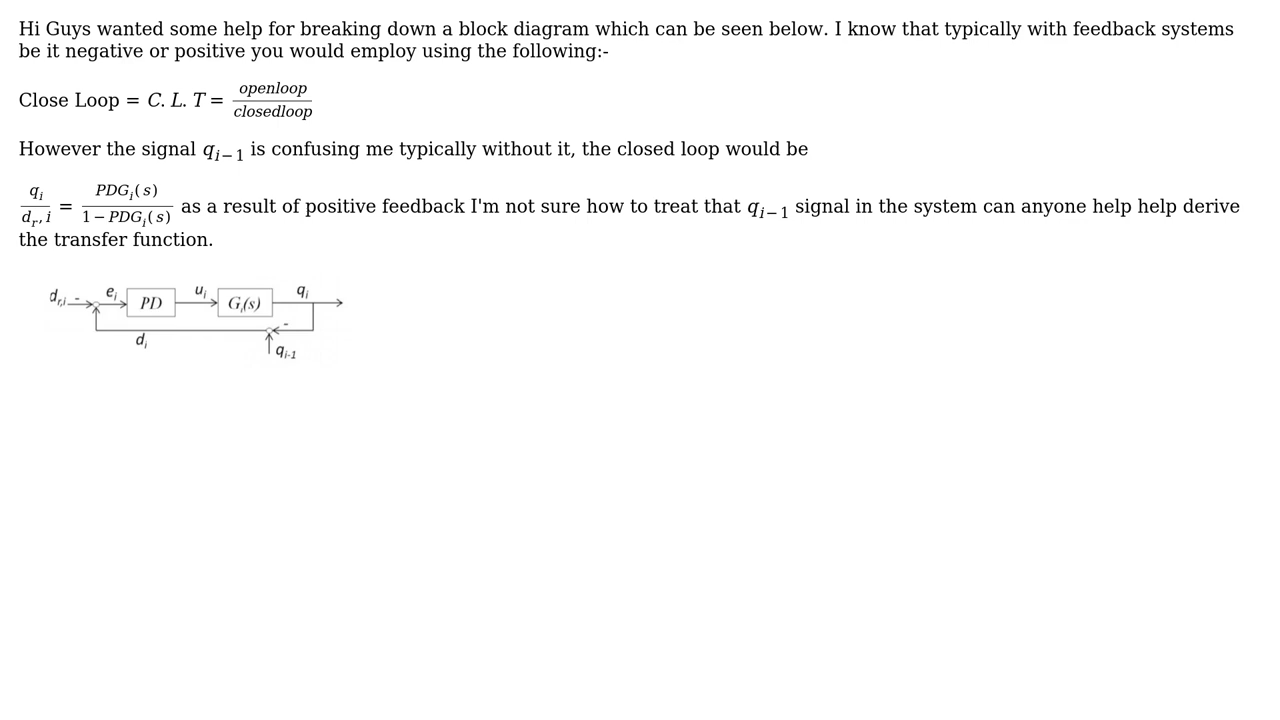 Hi Guys wanted some help for breaking down a block diagram which can be seen below. I know that typically with feedback systems
be it negative or positive you would employ using the following:-
Close Loop = C. L. T = openloop / closedloop
However the signal q_{i−1} is confusing me typically without it, the closed loop would be
q_i / d_r, i = PDG_i(s) / 1−PDG_i(s) as a result of positive feedback I'm not sure how to treat that q_{i−1} signal in the system can anyone help help derive
the transfer function.
d_{r,i} - e_i PD u_i G_i(s) q_i
-
d_i
q_{i-1}